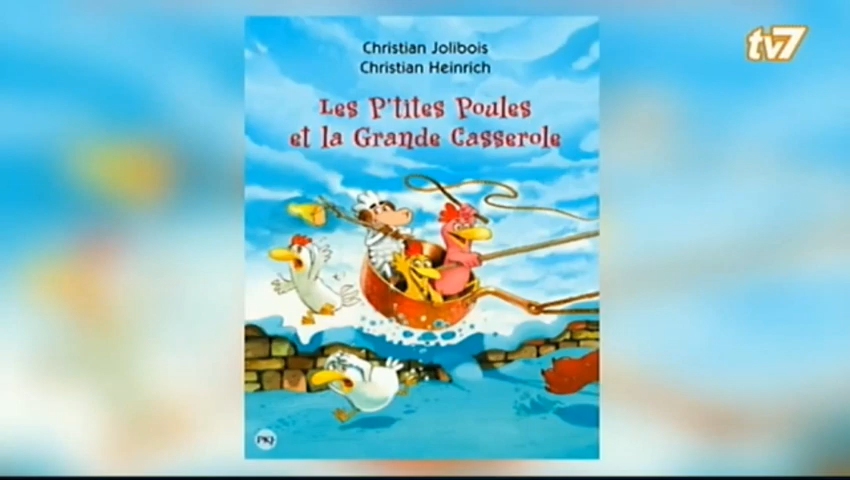 tv7
Christian Jolibois
Christian Heinrich
Les P'tites Poules
et la Grande Casserole
PKJ